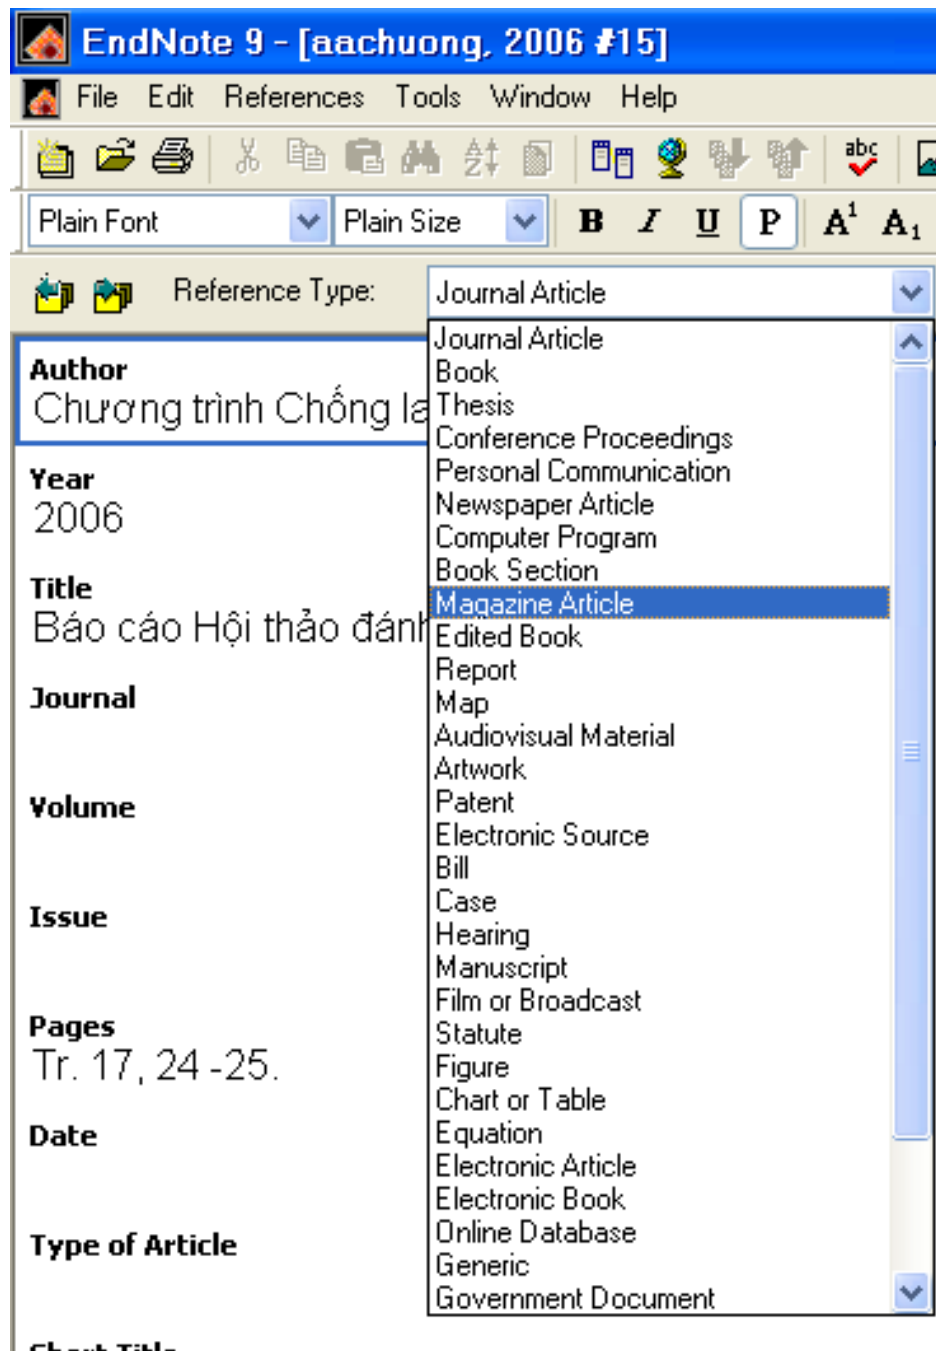 EndNote 9 - [aachuong, 2006 #15]
File Edit References Tools Window Help
abc
Plain Font Plain Size B I U P A¹ A₁
Reference Type: Journal Article
Journal Article
Book
Thesis
Conference Proceedings
Personal Communication
Newspaper Article
Computer Program
Book Section
Magazine Article
Edited Book
Report
Map
Audiovisual Material
Artwork
Patent
Electronic Source
Bill
Case
Hearing
Manuscript
Film or Broadcast
Statute
Figure
Chart or Table
Equation
Electronic Article
Electronic Book
Online Database
Generic
Government Document
Author
Chương trình Chống la
Year
2006
Title
Báo cáo Hội thảo đánh
Journal
Volume
Issue
Pages
Tr. 17, 24 -25.
Date
Type of Article
Short Title